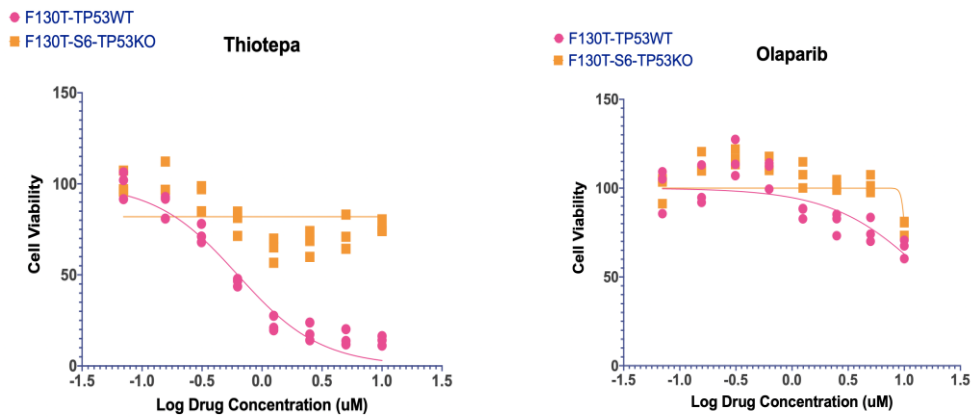 F130T-TP53WT
F130T-S6-TP53KO
Thiotepa
150
100
50
0
-1.5
-1.0
-0.5
0.0
0.5
1.0
1.5
Cell Viability
Log Drug Concentration (uM)
F130T-TP53WT
F130T-S6-TP53KO
Olaparib
150
100
50
0
-1.5
-1.0
-0.5
0.0
0.5
1.0
1.5
Cell Viability
Log Drug Concentration (uM)